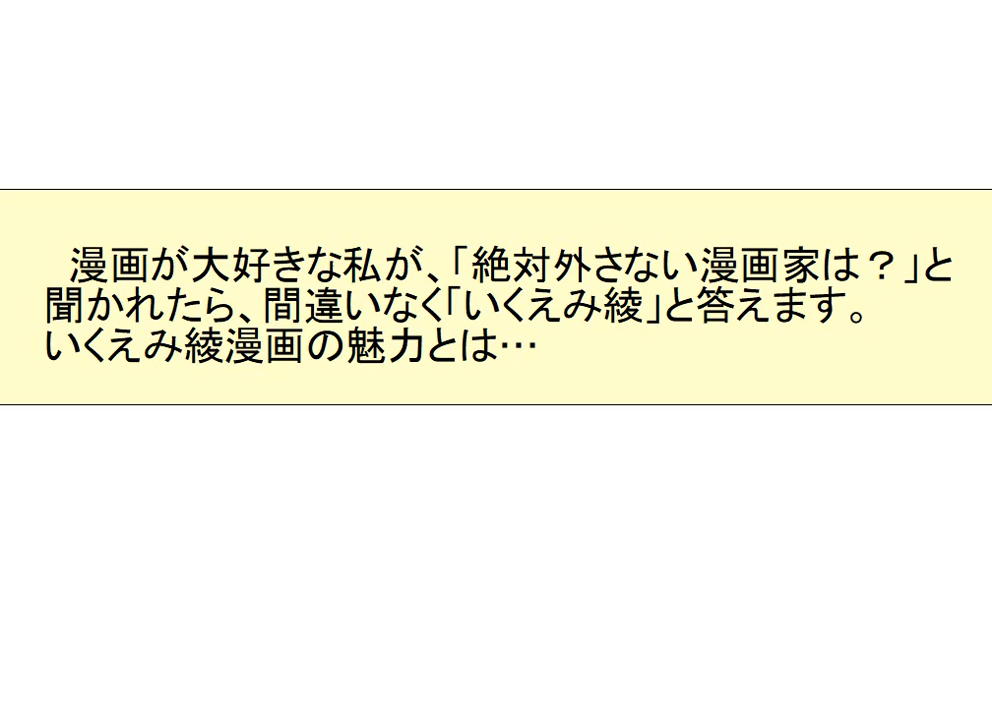 漫画が大好きな私が、「絶対外さない漫画家は？」と
聞かれたら、間違いなく「いくえみ綾」と答えます。
いくえみ綾漫画の魅力とは…